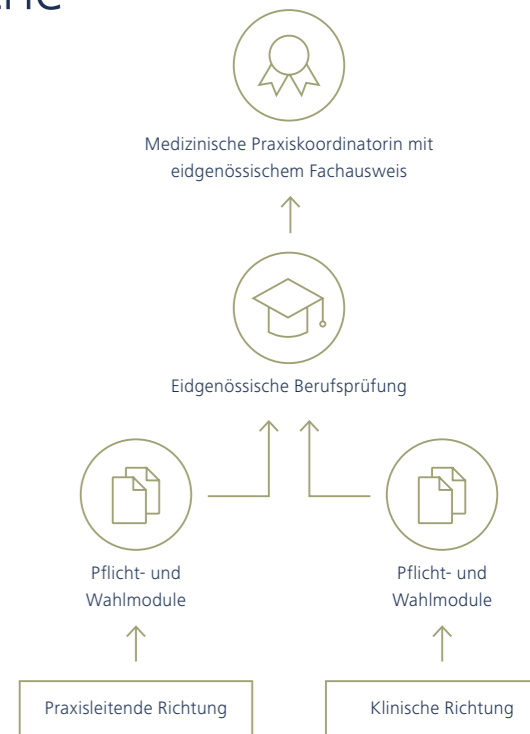 Medizinische Praxiskoordinatorin mit
eidgenössischem Fachausweis
Eidgenössische Berufsprüfung
Pflicht- und
Wahlmodule
Pflicht- und
Wahlmodule
Praxisleitende Richtung
Klinische Richtung